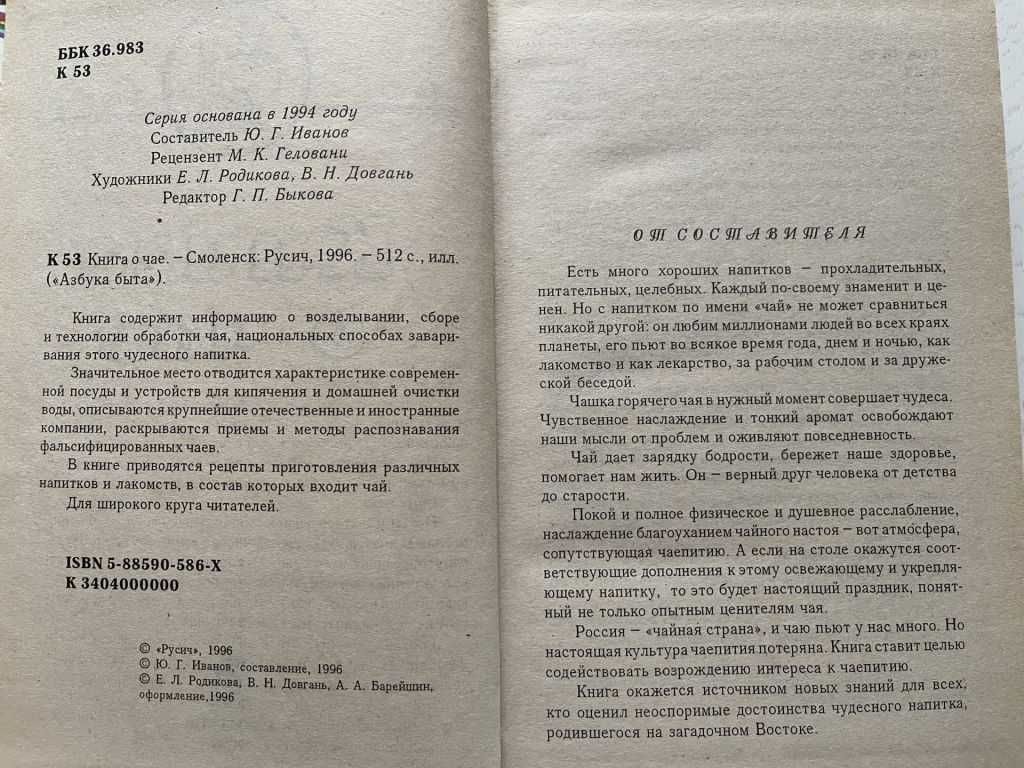 ББК 36.983
К 53
Серия основана в 1994 году
Составитель Ю. Г. Иванов
Рецензент М. К. Геловани
Художники Е. Л. Родикова, В. Н. Довгань
Редактор Г. П. Быкова
К 53 Книга о чае. – Смоленск: Русич, 1996. – 512 с., илл.
(«Азбука быта»).
Книга содержит информацию о возделывании, сборе
и технологии обработки чая, национальных способах завари-
вания этого чудесного напитка.
Значительное место отводится характеристике современ-
ной посуды и устройств для кипячения и домашней очистки
воды, описываются крупнейшие отечественные и иностранные
компании, раскрываются приемы и методы распознавания
фальсифицированных чаев.
В книге приводятся рецепты приготовления различных
напитков и лакомств, в состав которых входит чай.
Для широкого круга читателей.
ISBN 5-88590-586-X
К 3404000000
© «Русич», 1996
© Ю. Г. Иванов, составление, 1996
© Е. Л. Родикова, В. Н. Довгань, А. А. Барейшин,
оформление,1996
ОТ СОСТАВИТЕЛЯ
Есть много хороших напитков – прохладительных,
питательных, целебных. Каждый по-своему знаменит и це-
нен. Но с напитком по имени «чай» не может сравниться
никакой другой: он любим миллионами людей во всех краях
планеты, его пьют во всякое время года, днем и ночью, как
лакомство и как лекарство, за рабочим столом и за друже-
ской беседой.
Чашка горячего чая в нужный момент совершает чудеса.
Чувственное наслаждение и тонкий аромат освобождают
наши мысли от проблем и оживляют повседневность.
Чай дает зарядку бодрости, бережет наше здоровье,
помогает нам жить. Он – верный друг человека от детства
до старости.
Покой и полное физическое и душевное расслабление,
наслаждение благоуханием чайного настоя – вот атмосфера,
сопутствующая чаепитию. А если на столе окажутся соот-
ветствующие дополнения к этому освежающему и укрепля-
ющему напитку, то это будет настоящий праздник, понят-
ный не только опытным ценителям чая.
Россия – «чайная страна», и чаю пьют у нас много. Но
настоящая культура чаепития потеряна. Книга ставит целью
содействовать возрождению интереса к чаепитию.
Книга окажется источником новых знаний для всех,
кто оценил неоспоримые достоинства чудесного напитка,
родившегося на загадочном Востоке.